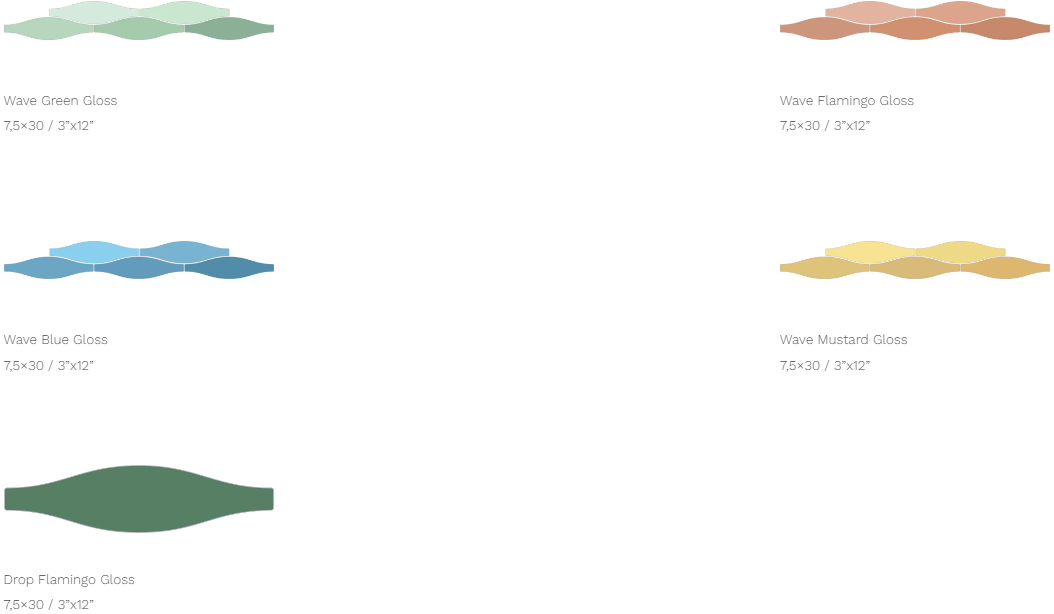 Wave Green Gloss
7,5×30 / 3”x12”
Wave Flamingo Gloss
7,5×30 / 3”x12”
Wave Blue Gloss
7,5×30 / 3”x12”
Wave Mustard Gloss
7,5×30 / 3”x12”
Drop Flamingo Gloss
7,5×30 / 3”x12”